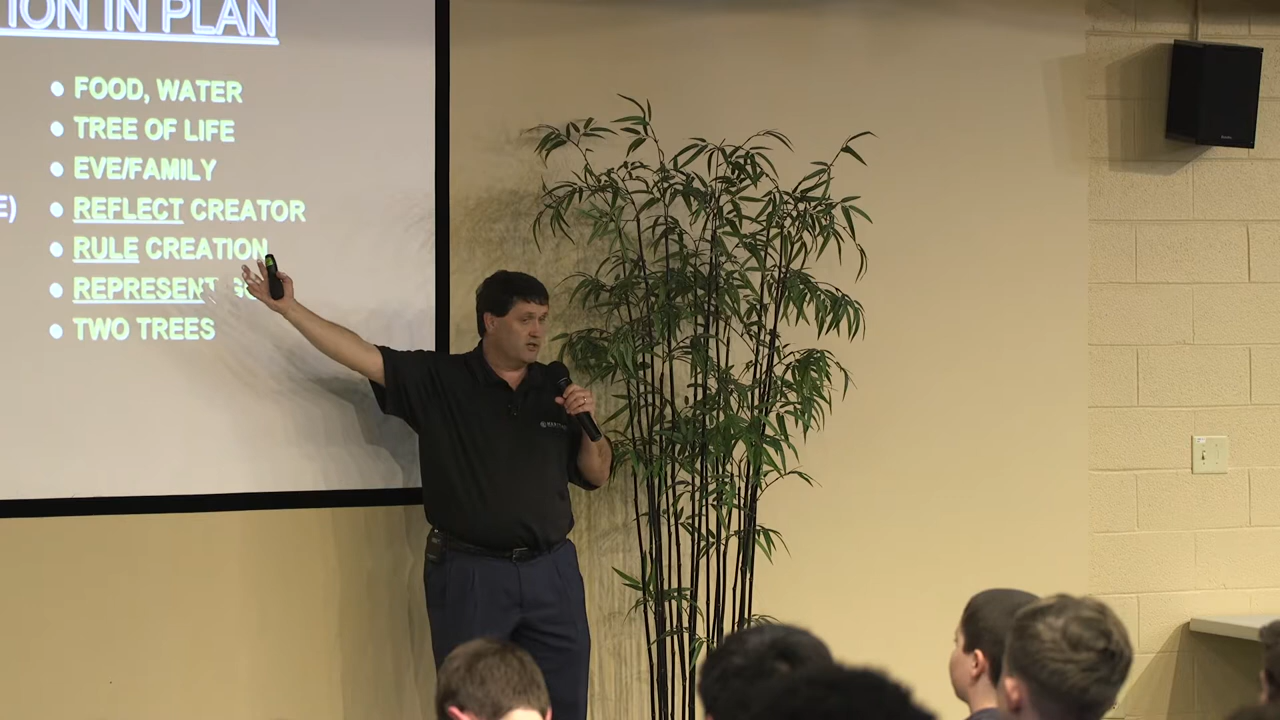 ION IN PLAN
• FOOD, WATER
• TREE OF LIFE
• EVE/FAMILY
E) • REFLECT CREATOR
• RULE CREATION
• REPRESENT
• TWO TREES